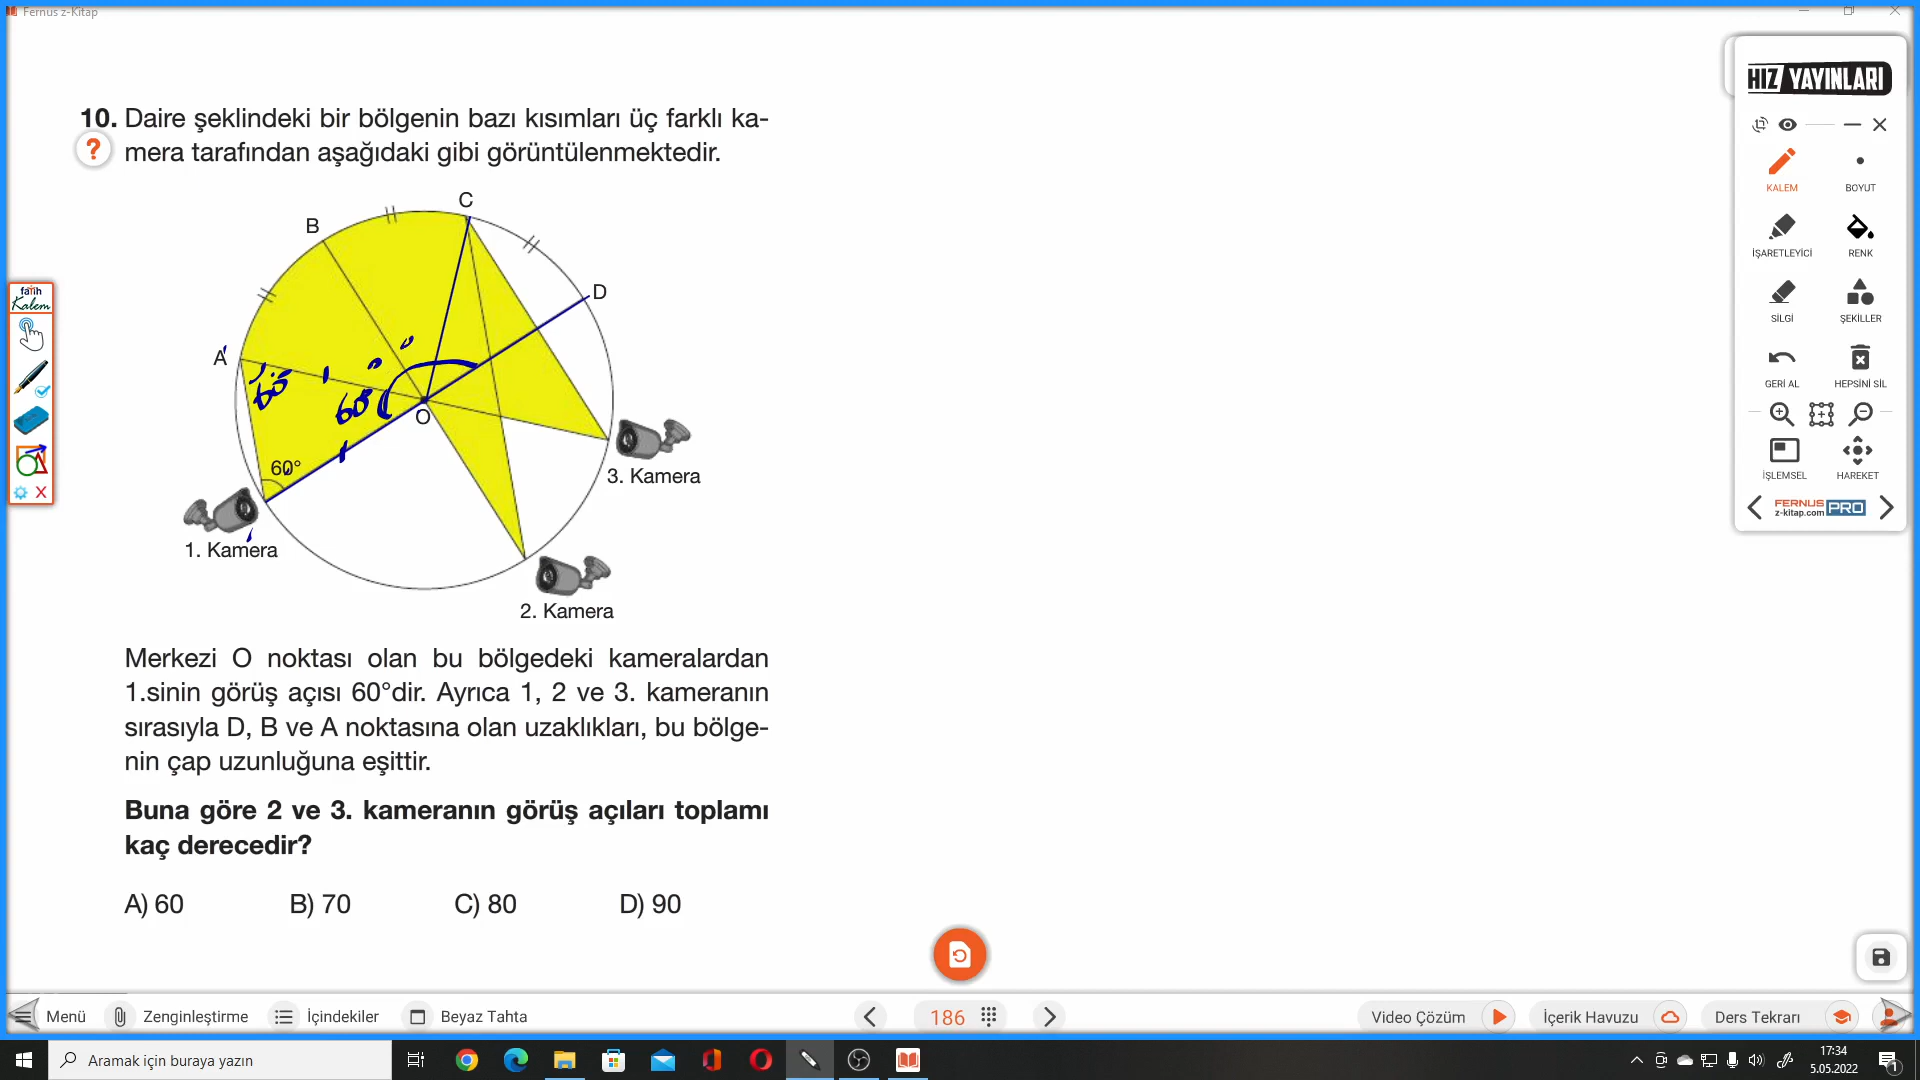 Fernus z-Kitap
HIZ YAYINLARI
10. Daire şeklindeki bir bölgenin bazı kısımları üç farklı ka-
? mera tarafından aşağıdaki gibi görüntülenmektedir.
KALEM
BOYUT
C
B
İŞARETLEYİCİ
RENK
D
fatih
Kalem
SİLGİ
ŞEKİLLER
A
60°
60°
GERİ AL
HEPSİNİ SİL
O
60°
3. Kamera
İŞLEMSEL
HAREKET
FERNUS PRO
z-kitap.com
1. Kamera
2. Kamera
Merkezi O noktası olan bu bölgedeki kameralardan
1.sinin görüş açısı 60°dir. Ayrıca 1, 2 ve 3. kameranın
sırasıyla D, B ve A noktasına olan uzaklıkları, bu bölge-
nin çap uzunluğuna eşittir.
Buna göre 2 ve 3. kameranın görüş açıları toplamı
kaç derecedir?
A) 60 B) 70 C) 80 D) 90
Menü Zenginleştirme İçindekiler Beyaz Tahta 186 Video Çözüm İçerik Havuzu Ders Tekrarı
Aramak için buraya yazın
17:34
5.05.2022
1